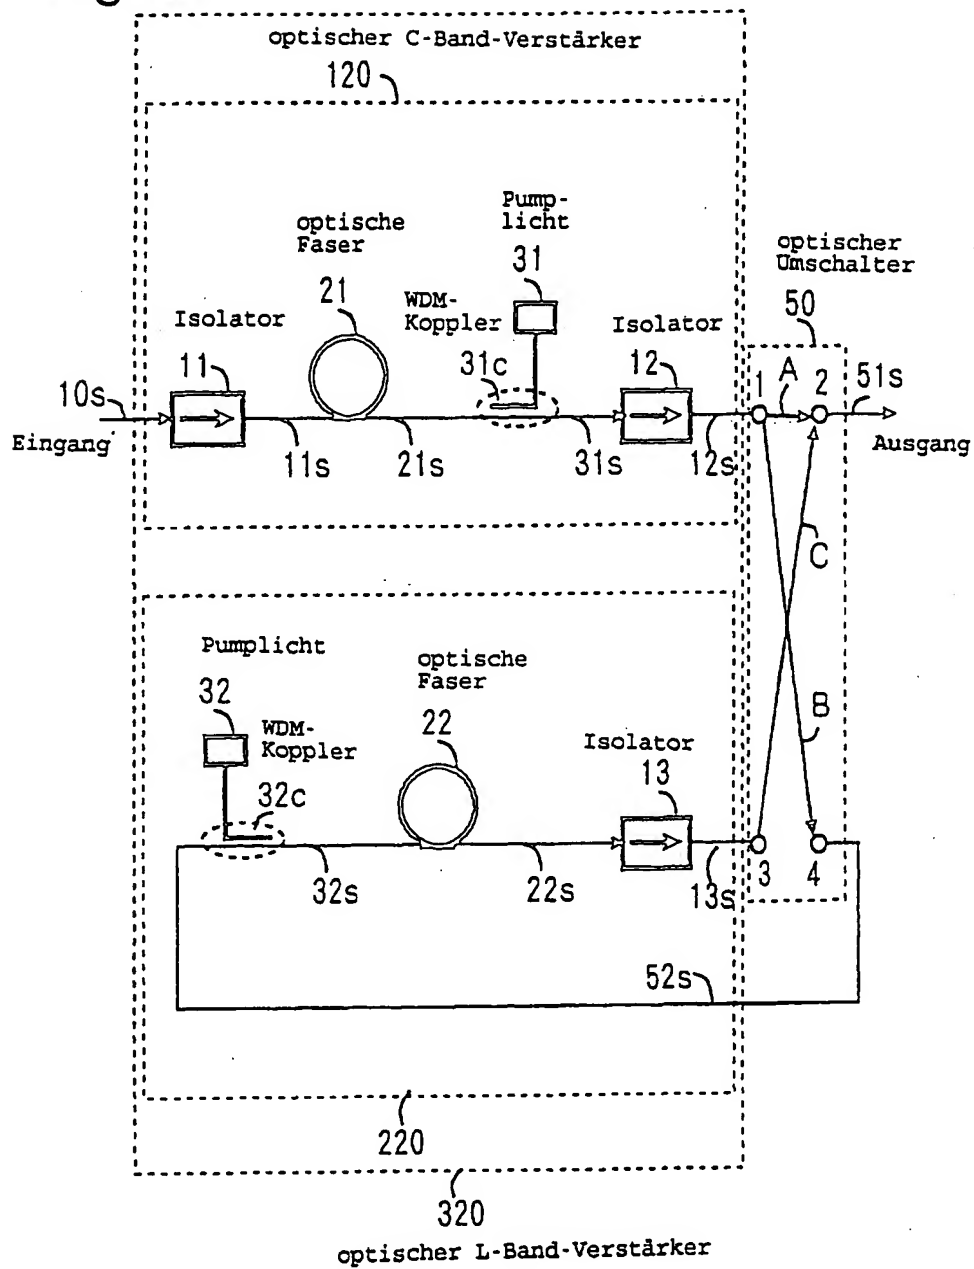 optischer C-Band-Verstärker
120
Pump-
licht
optische
Faser
31
optischer
Umschalter
21
WDM-
Koppler
50
Isolator
Isolator
11
31c
12
1
A
2
51s
10s
Eingang
11s
21s
31s
12s
Ausgang
C
Pumplicht
optische
Faser
32
WDM-
Koppler
22
B
Isolator
13
32c
32s
22s
13s
3
4
52s
220
320
optischer L-Band-Verstärker